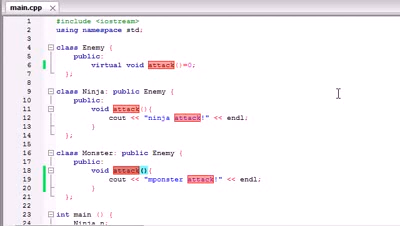 main.cpp
1 #include <iostream>
2 using namespace std;
3
4 class Enemy {
5 public:
6 virtual void attack()=0;
7 };
8
9 class Ninja: public Enemy {
10 public:
11 void attack(){
12 cout << "ninja attack!" << endl;
13 }
14 };
15
16 class Monster: public Enemy {
17 public:
18 void attack(){
19 cout << "mponster attack!" << endl;
20 }
21 };
22
23 int main () {
24 Ninja n;